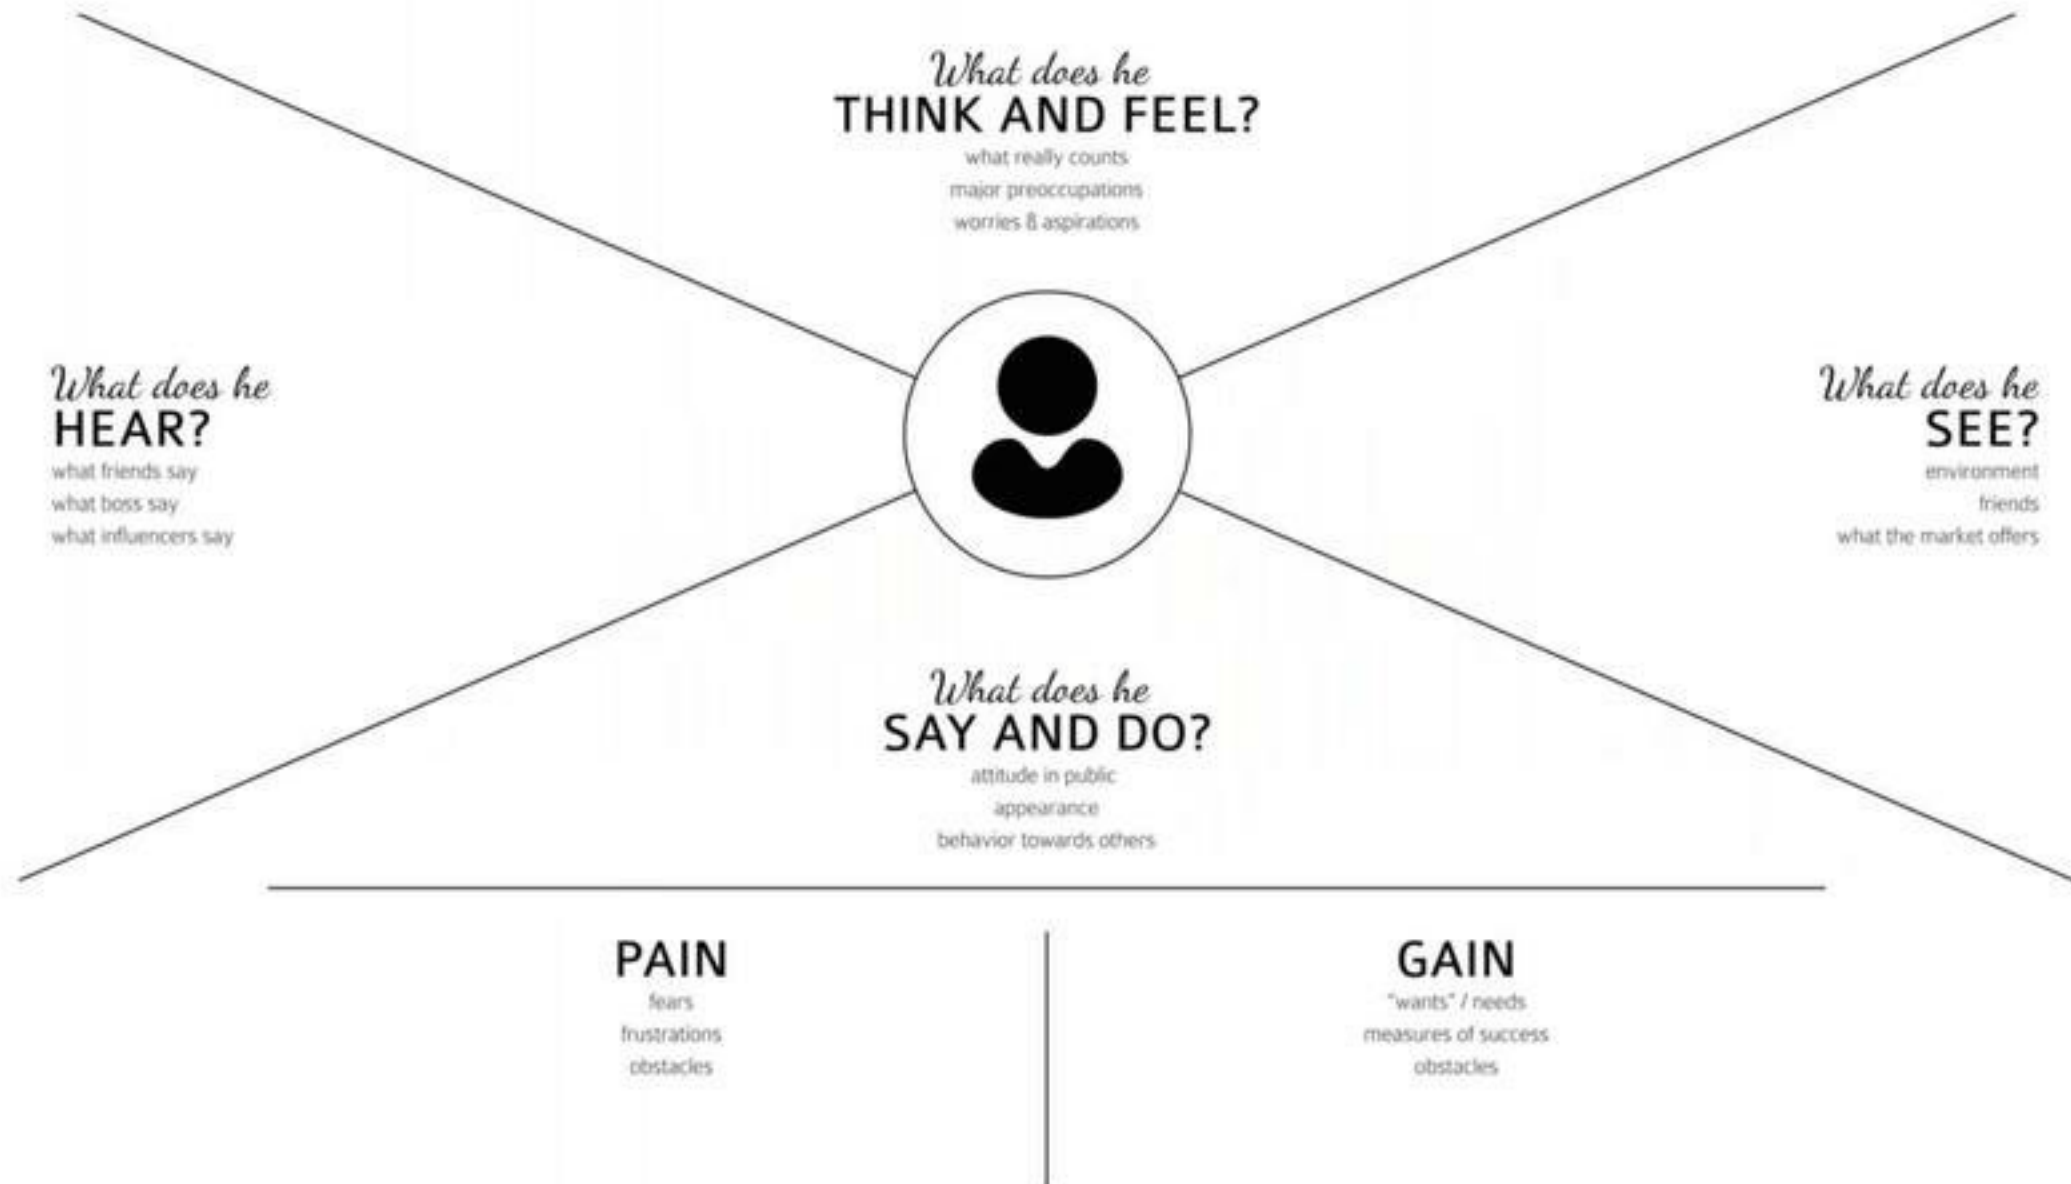 What does he
THINK AND FEEL?
what really counts
major preoccupations
worries & aspirations
What does he
HEAR?
what friends say
what boss say
what influencers say
What does he
SEE?
environment
friends
what the market offers
What does he
SAY AND DO?
attitude in public
appearance
behavior towards others
PAIN
fears
frustrations
obstacles
GAIN
"wants" / needs
measures of success
obstacles